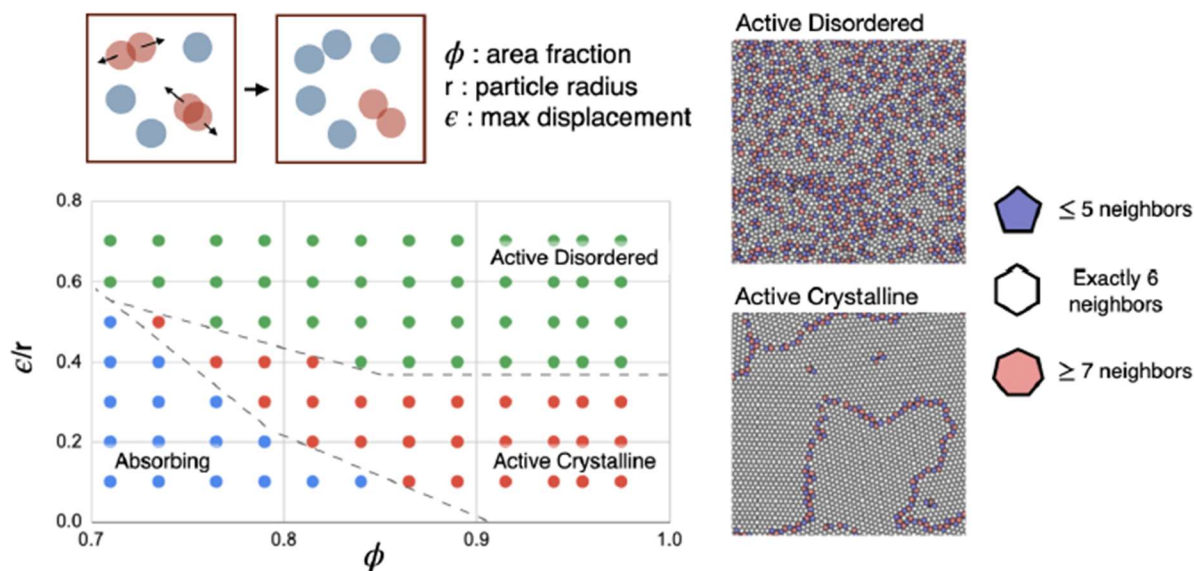 ϕ : area fraction
r : particle radius
ϵ : max displacement
0.8
0.6
0.4
0.2
0.0
ϵ/r
0.7
0.8
0.9
1.0
ϕ
Active Disordered
Absorbing
Active Crystalline
Active Disordered
Active Crystalline
≤ 5 neighbors
Exactly 6
neighbors
≥ 7 neighbors